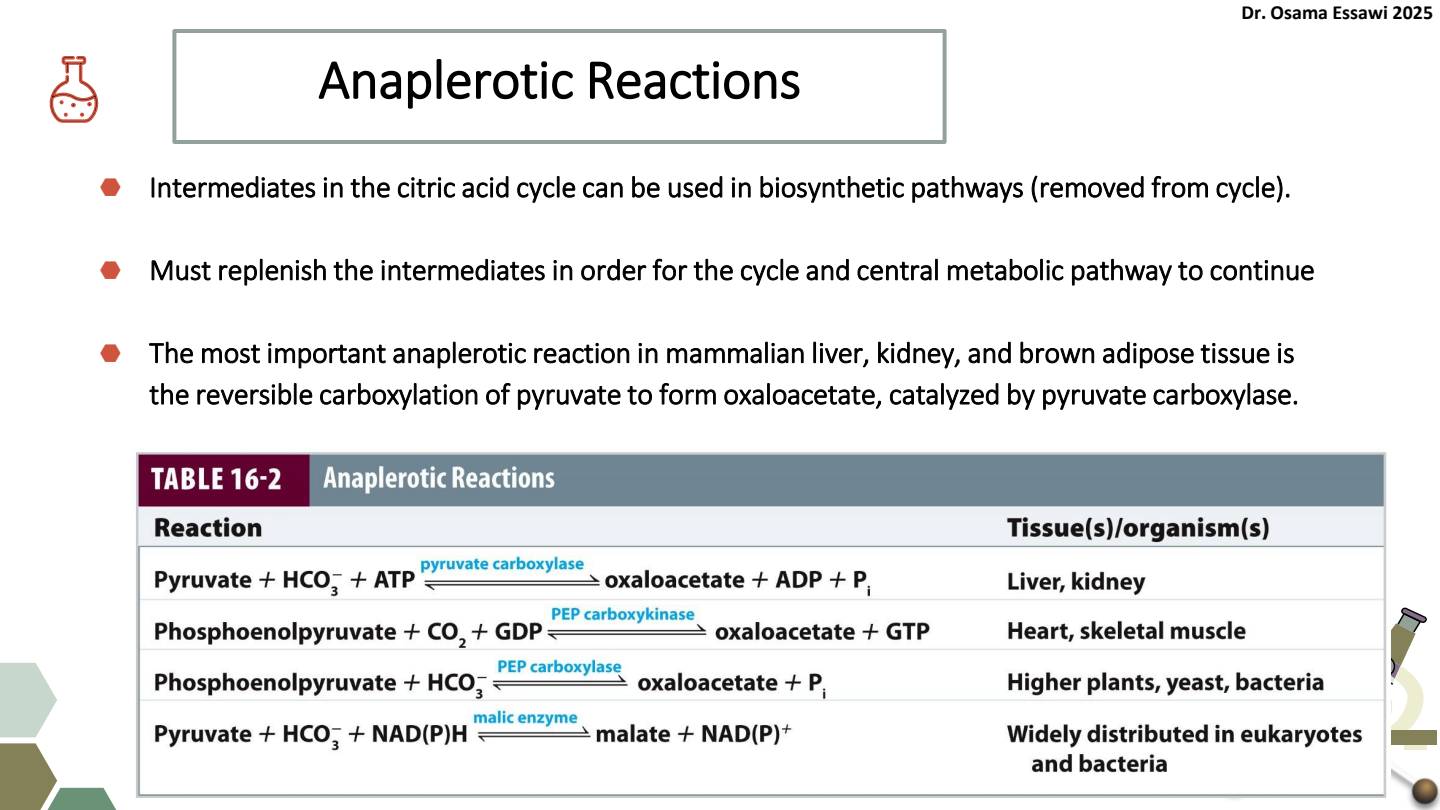 Dr. Osama Essawi 2025
Anaplerotic Reactions
Intermediates in the citric acid cycle can be used in biosynthetic pathways (removed from cycle).
Must replenish the intermediates in order for the cycle and central metabolic pathway to continue
The most important anaplerotic reaction in mammalian liver, kidney, and brown adipose tissue is
the reversible carboxylation of pyruvate to form oxaloacetate, catalyzed by pyruvate carboxylase.
TABLE 16-2 Anaplerotic Reactions
Reaction Tissue(s)/organism(s)
Pyruvate + HCO₃⁻ + ATP ⇌ pyruvate carboxylase oxaloacetate + ADP + Pᵢ Liver, kidney
Phosphoenolpyruvate + CO₂ + GDP ⇌ PEP carboxykinase oxaloacetate + GTP Heart, skeletal muscle
Phosphoenolpyruvate + HCO₃⁻ ⇌ PEP carboxylase oxaloacetate + Pᵢ Higher plants, yeast, bacteria
Pyruvate + HCO₃⁻ + NAD(P)H ⇌ malic enzyme malate + NAD(P)⁺ Widely distributed in eukaryotes
and bacteria